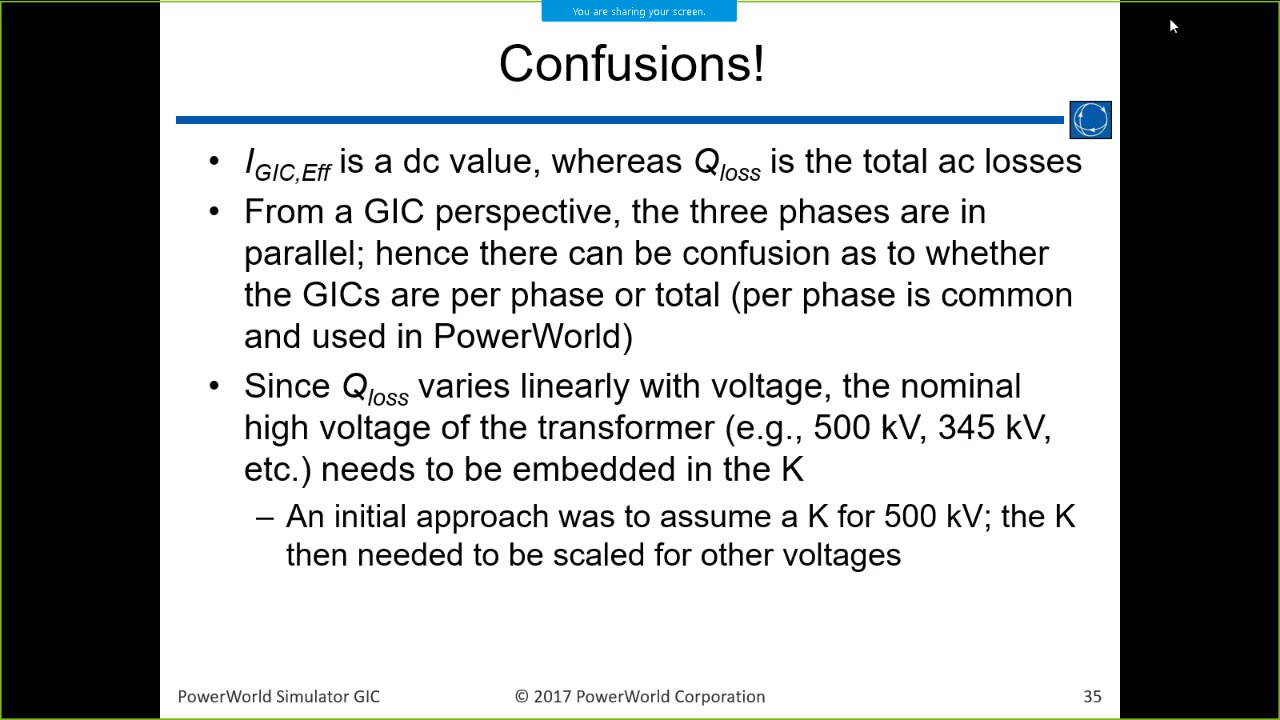 You are sharing your screen.
Confusions!
• I_GIC,Eff is a dc value, whereas Q_loss is the total ac losses
• From a GIC perspective, the three phases are in
parallel; hence there can be confusion as to whether
the GICs are per phase or total (per phase is common
and used in PowerWorld)
• Since Q_loss varies linearly with voltage, the nominal
high voltage of the transformer (e.g., 500 kV, 345 kV,
etc.) needs to be embedded in the K
– An initial approach was to assume a K for 500 kV; the K
then needed to be scaled for other voltages
PowerWorld Simulator GIC © 2017 PowerWorld Corporation 35